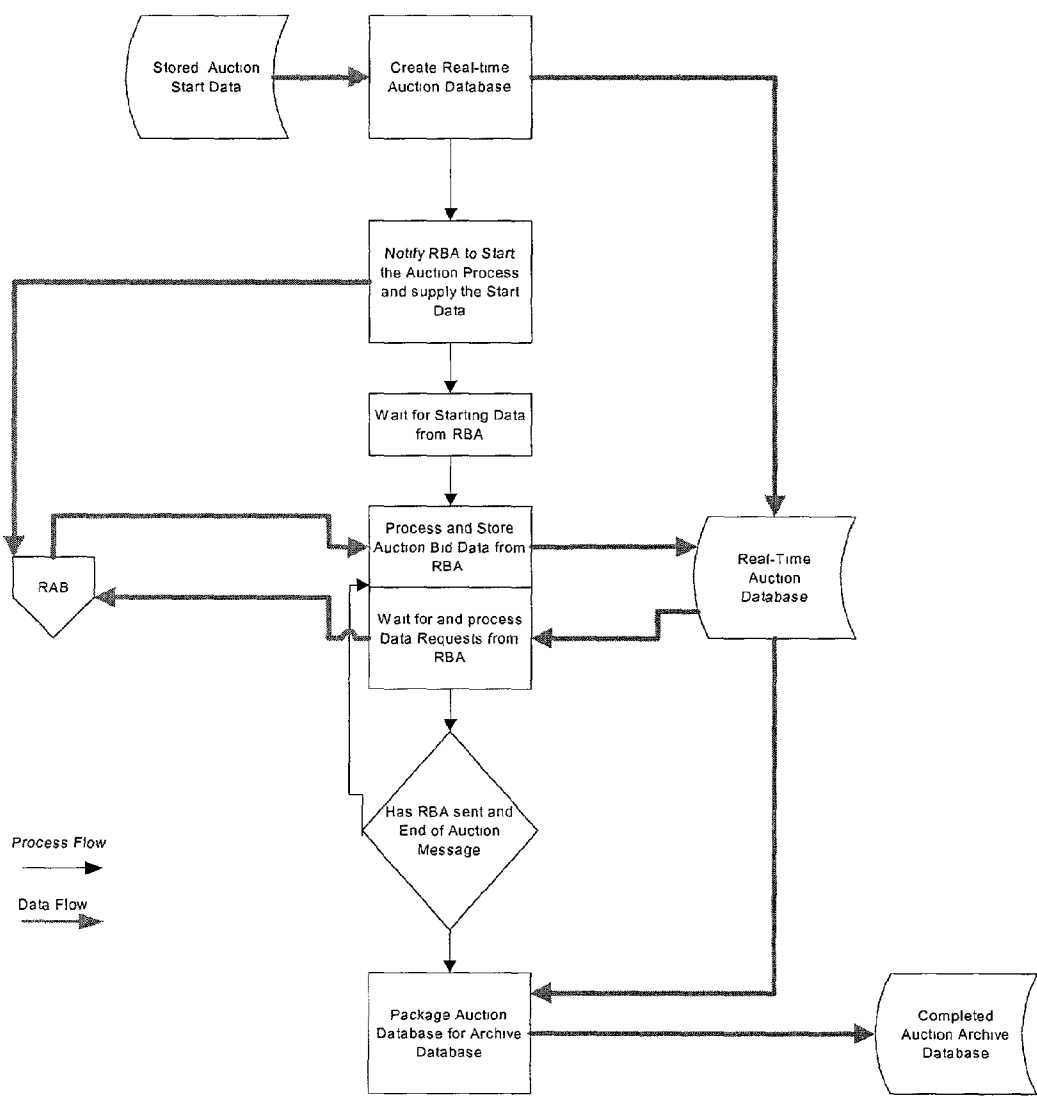 Stored Auction
Start Data
Create Real-time
Auction Database
Notify RBA to Start
the Auction Process
and supply the Start
Data
Wait for Starting Data
from RBA
Process and Store
Auction Bid Data from
RBA
RAB
Real-Time
Auction
Database
Wait for and process
Data Requests from
RBA
Has RBA sent and
End of Auction
Message
Process Flow
Data Flow
Package Auction
Database for Archive
Database
Completed
Auction Archive
Database